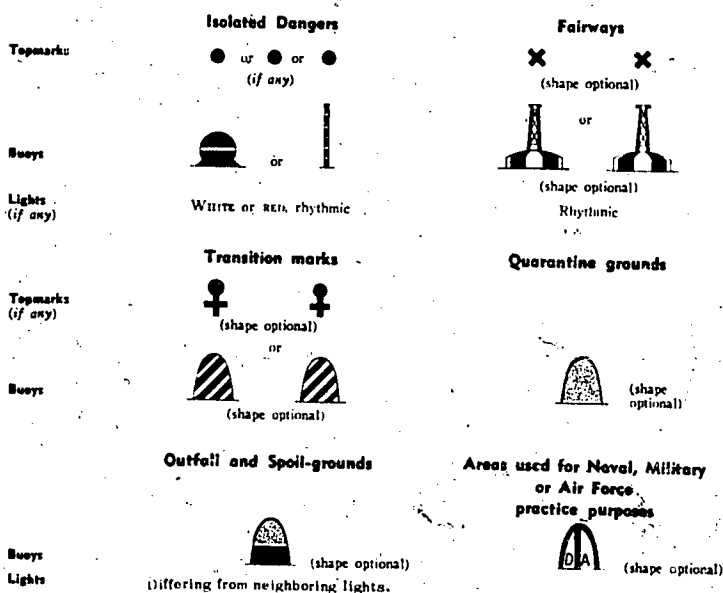 Isolated Dangers
Fairways
Topmarks
or or
(if any)
(shape optional)
or
Buoys
or
(shape optional)
Lights
(if any)
WHITE or RED, rhythmic
Rhythmic
Transition marks
Quarantine grounds
Topmarks
(if any)
(shape optional)
or
Buoys
(shape
optional)
(shape optional)
Outfall and Spoil-grounds
Areas used for Naval, Military
or Air Force
practice purposes
D A
Buoys
(shape optional)
(shape optional)
Lights
Differing from neighboring lights.